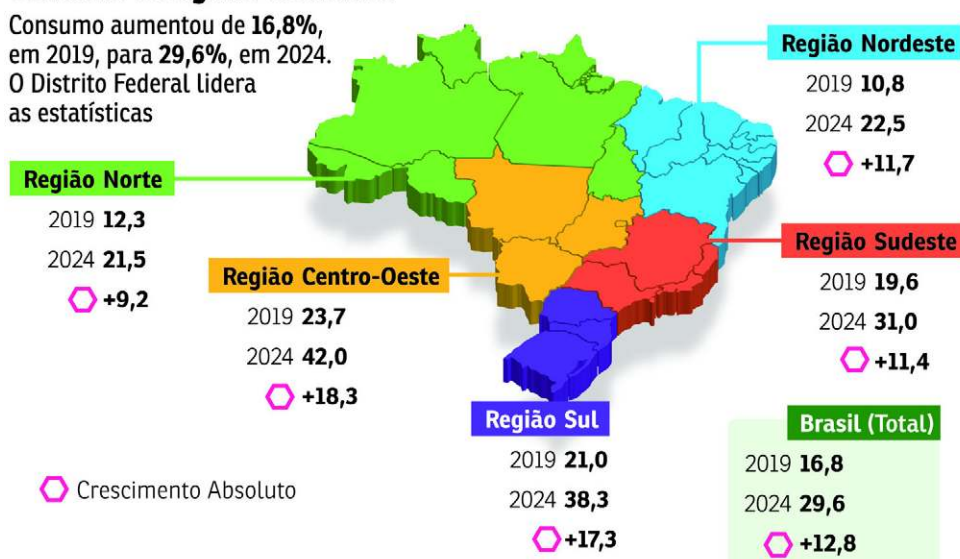 Consumo aumentou de 16,8%,
em 2019, para 29,6%, em 2024.
O Distrito Federal lidera
as estatísticas
Região Nordeste
2019 10,8
2024 22,5
+11,7
Região Norte
2019 12,3
2024 21,5
+9,2
Região Centro-Oeste
2019 23,7
2024 42,0
+18,3
Região Sudeste
2019 19,6
2024 31,0
+11,4
Região Sul
2019 21,0
2024 38,3
+17,3
Brasil (Total)
2019 16,8
2024 29,6
+12,8
Crescimento Absoluto